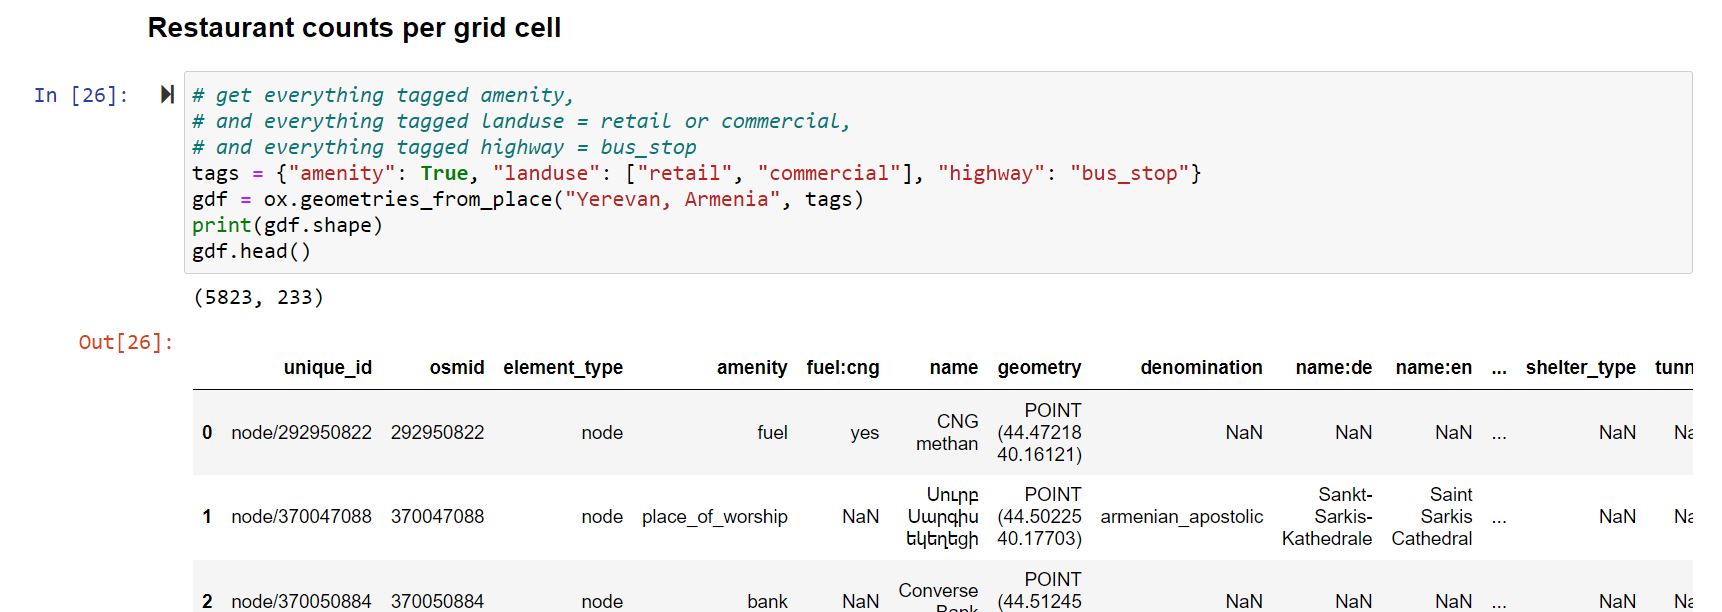 Restaurant counts per grid cell
In [26]:
# get everything tagged amenity,
# and everything tagged landuse = retail or commercial,
# and everything tagged highway = bus_stop
tags = {"amenity": True, "landuse": ["retail", "commercial"], "highway": "bus_stop"}
gdf = ox.geometries_from_place("Yerevan, Armenia", tags)
print(gdf.shape)
gdf.head()
(5823, 233)
Out[26]:
unique_id osmid element_type amenity fuel:cng name geometry denomination name:de name:en ... shelter_type
0 node/292950822 292950822 node fuel yes CNG methan POINT (44.47218 40.16121) NaN NaN NaN ... NaN
1 node/370047088 370047088 node place_of_worship NaN Սուրբ Սարգիս եկեղեցի POINT (44.50225 40.17703) armenian_apostolic Sankt-Sarkis-Kathedrale Saint Sarkis Cathedral ... NaN
2 node/370050884 370050884 node bank NaN Converse Bank POINT (44.51245 NaN NaN NaN ... NaN